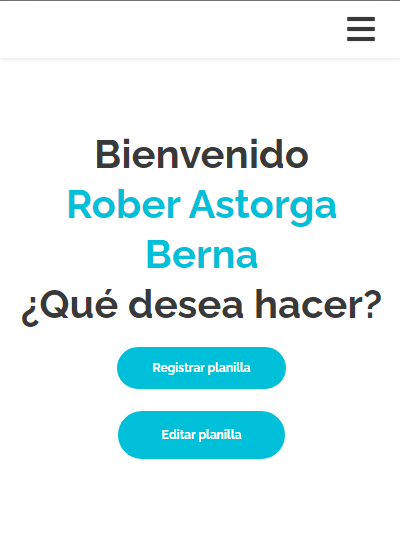 Bienvenido
Rober Astorga
Berna
¿Qué desea hacer?
Registrar planilla
Editar planilla